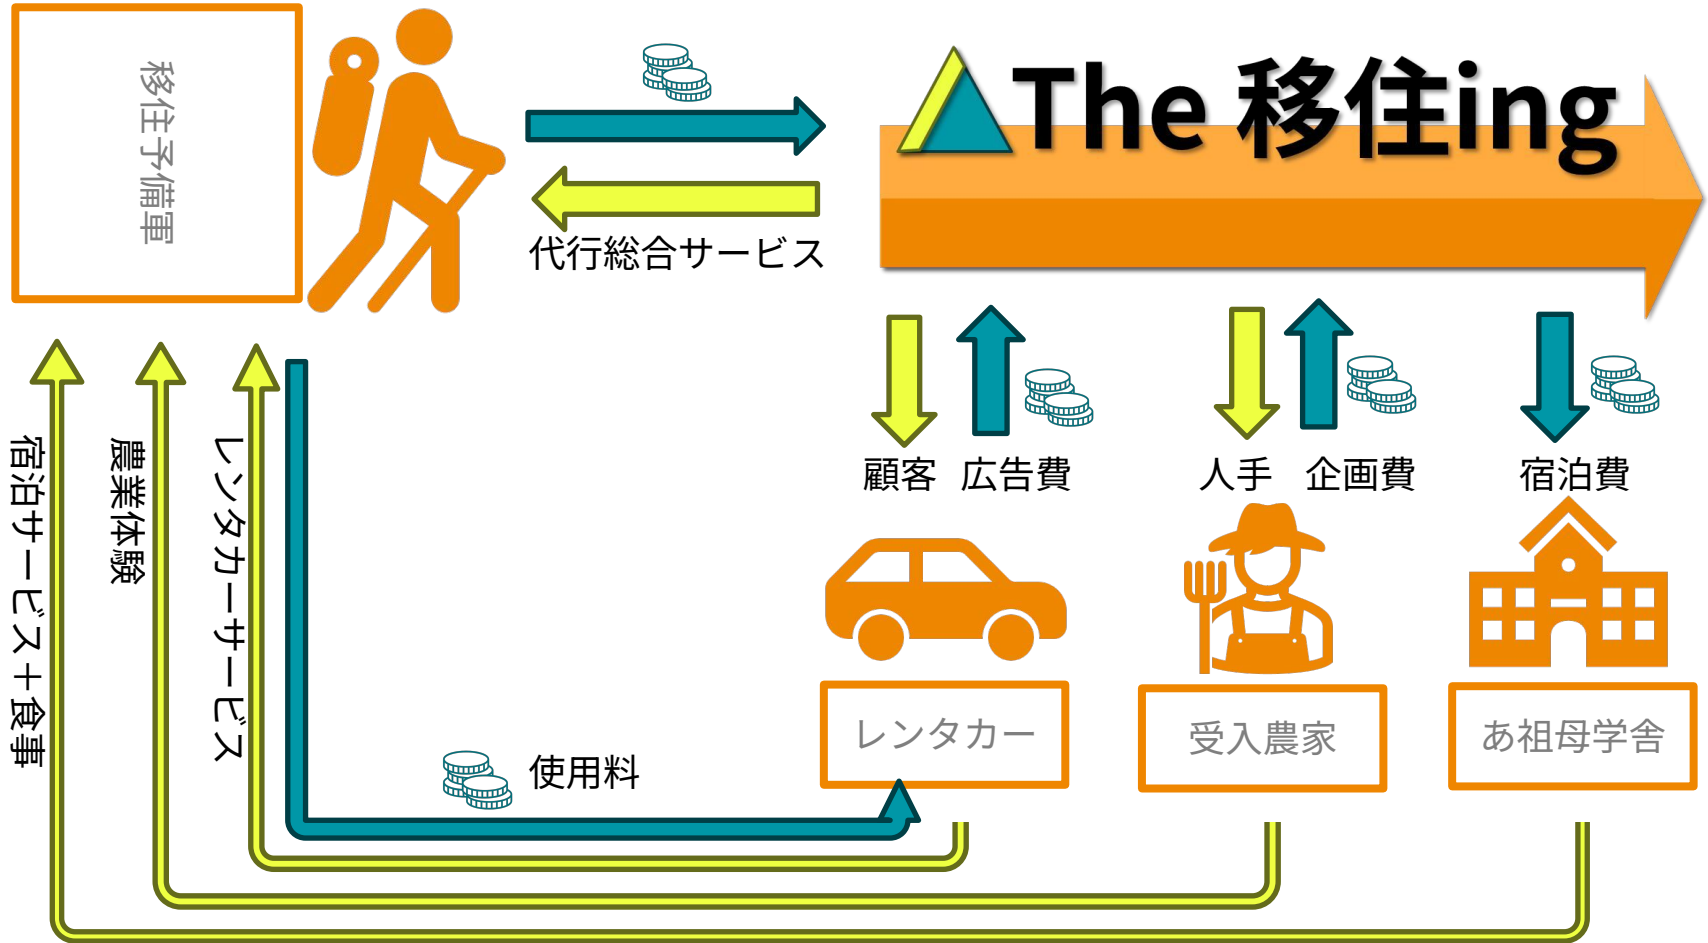 移住予備軍
The 移住ing
代行総合サービス
顧客
広告費
人手
企画費
宿泊費
宿泊サービス＋食事
農業体験
レンタカーサービス
レンタカー
受入農家
あ祖母学舎
使用料